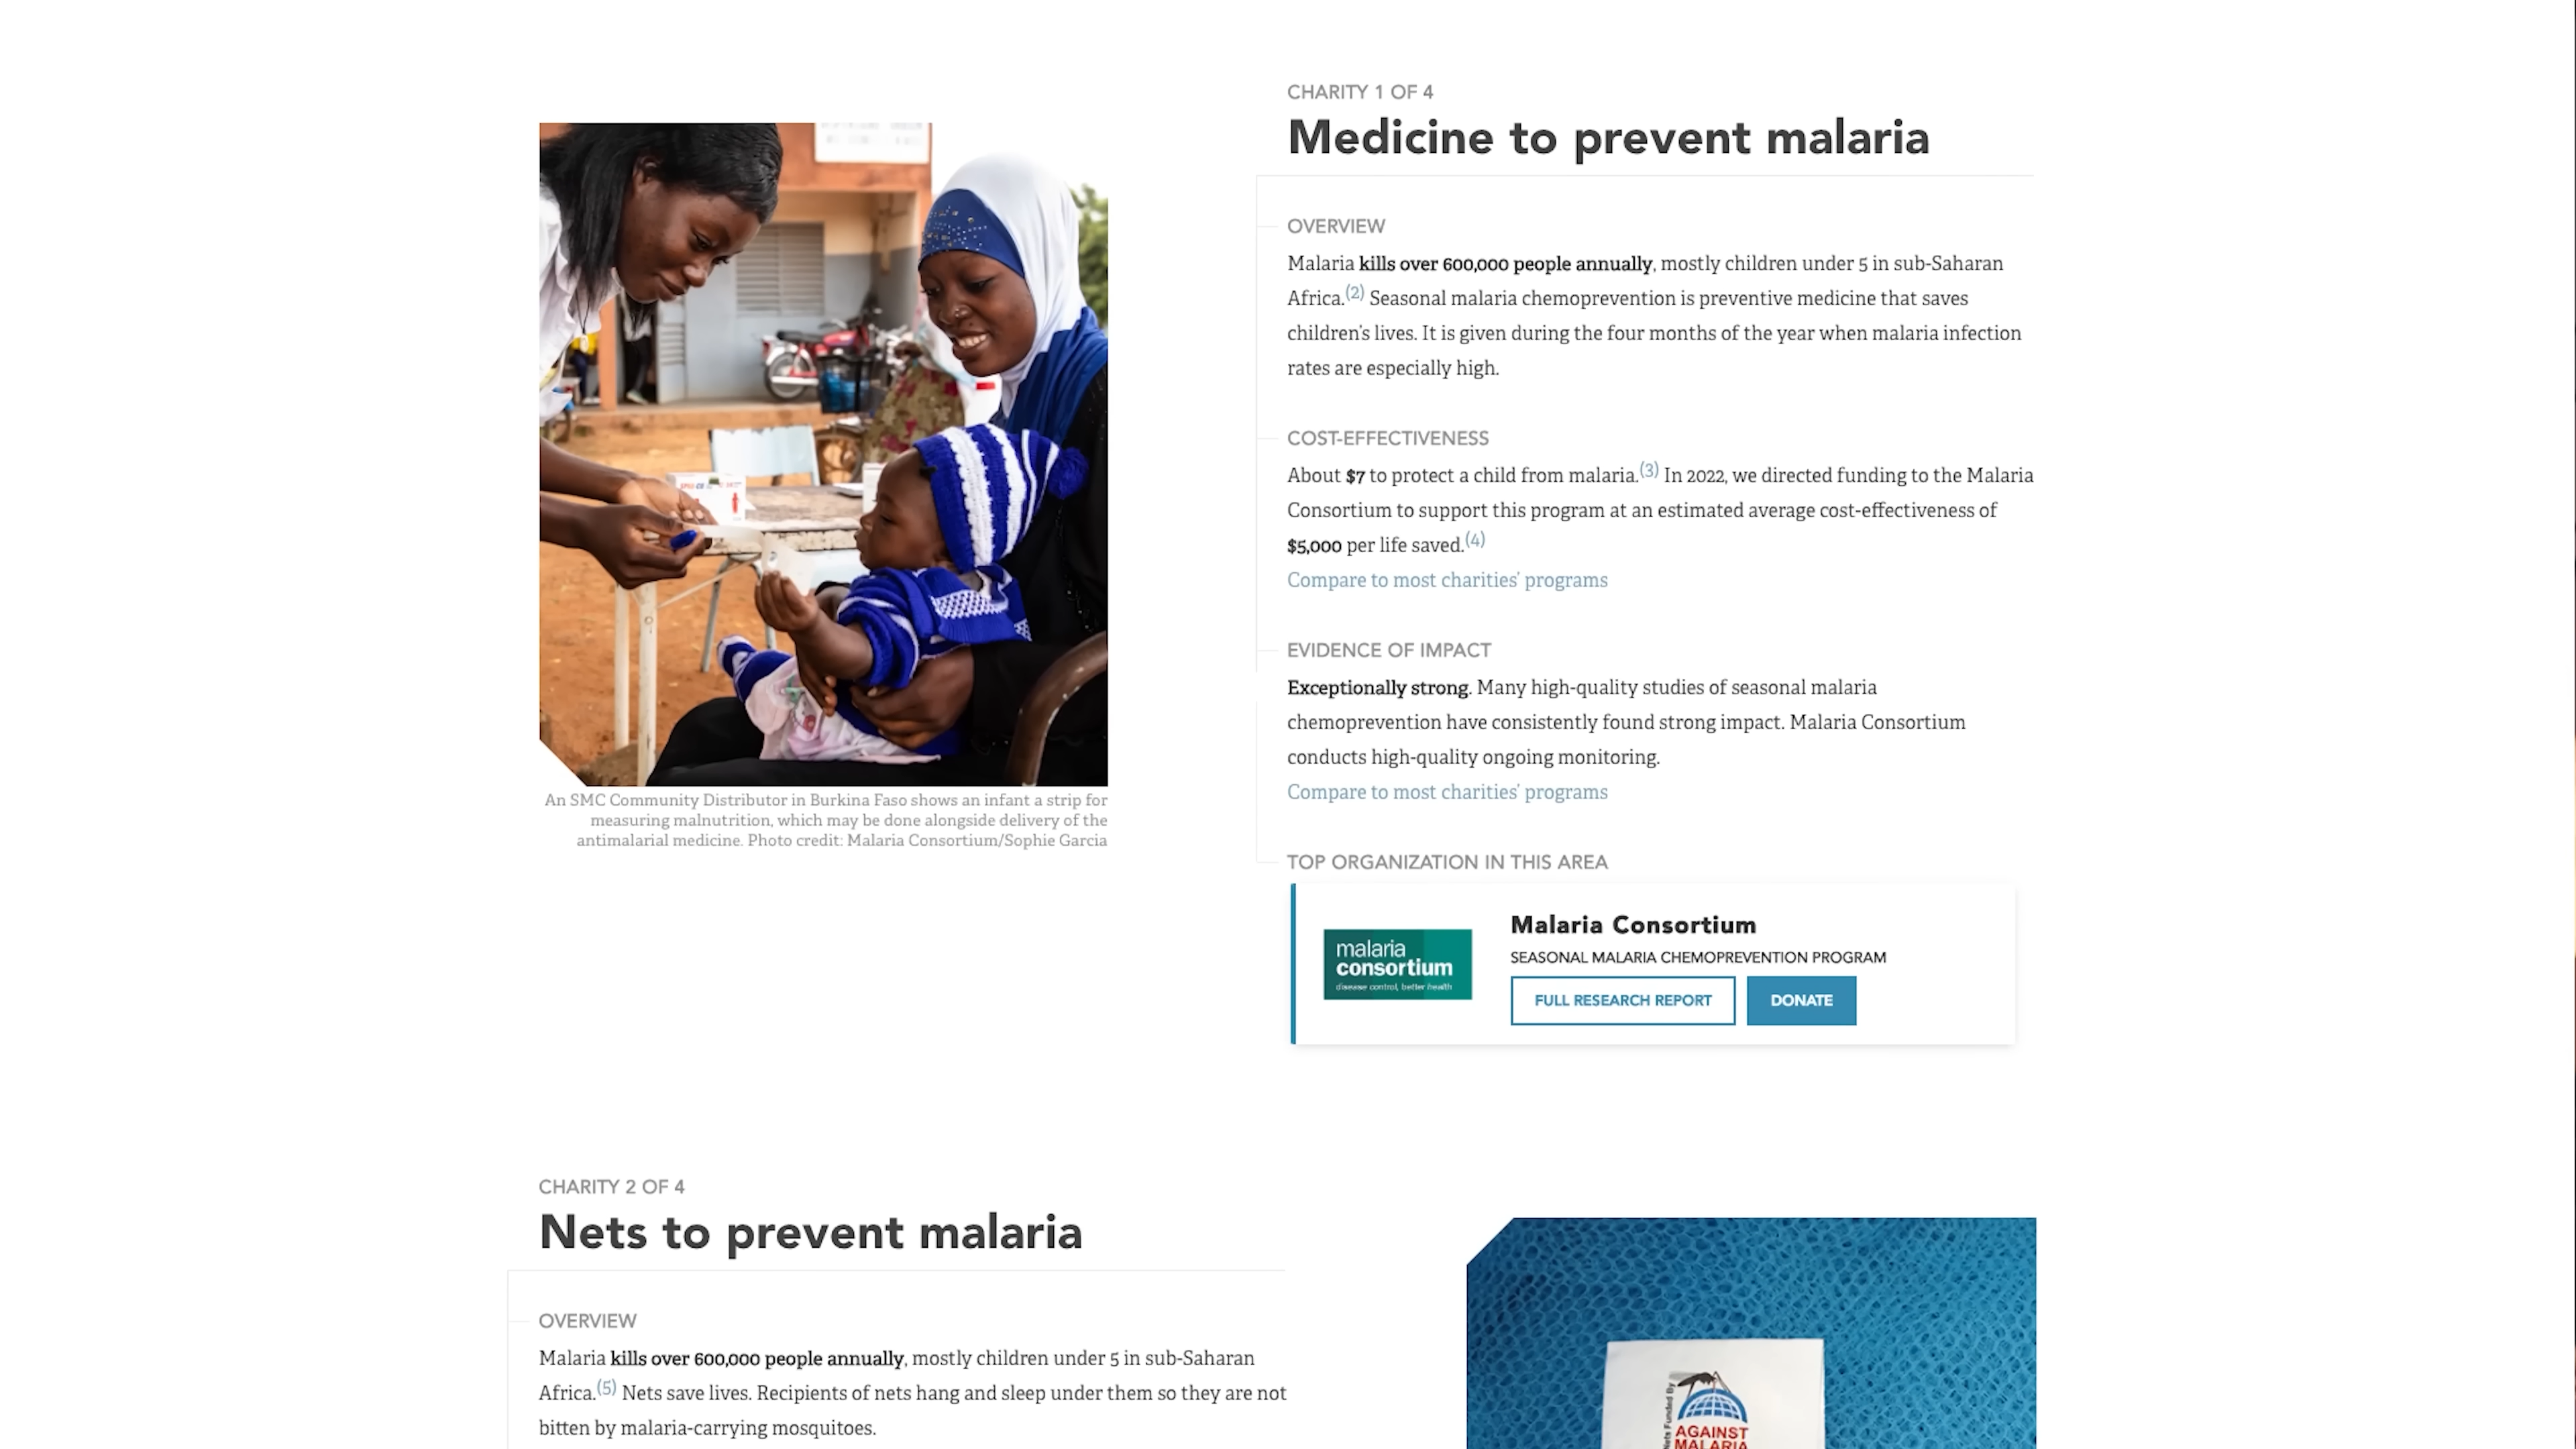 CHARITY 1 OF 4
Medicine to prevent malaria
OVERVIEW
Malaria kills over 600,000 people annually, mostly children under 5 in sub-Saharan
Africa.(2) Seasonal malaria chemoprevention is preventive medicine that saves
children's lives. It is given during the four months of the year when malaria infection
rates are especially high.
COST-EFFECTIVENESS
About $7 to protect a child from malaria.(3) In 2022, we directed funding to the Malaria
Consortium to support this program at an estimated average cost-effectiveness of
$5,000 per life saved.(4)
Compare to most charities' programs
EVIDENCE OF IMPACT
Exceptionally strong. Many high-quality studies of seasonal malaria
chemoprevention have consistently found strong impact. Malaria Consortium
conducts high-quality ongoing monitoring.
Compare to most charities' programs
An SMC Community Distributor in Burkina Faso shows an infant a strip for
measuring malnutrition, which may be done alongside delivery of the
antimalarial medicine. Photo credit: Malaria Consortium/Sophie Garcia
TOP ORGANIZATION IN THIS AREA
malaria
consortium
disease control, better health
Malaria Consortium
SEASONAL MALARIA CHEMOPREVENTION PROGRAM
FULL RESEARCH REPORT
DONATE
CHARITY 2 OF 4
Nets to prevent malaria
OVERVIEW
Malaria kills over 600,000 people annually, mostly children under 5 in sub-Saharan
Africa.(5) Nets save lives. Recipients of nets hang and sleep under them so they are not
bitten by malaria-carrying mosquitoes.
Nets Funded By
AGAINST
MALARIA